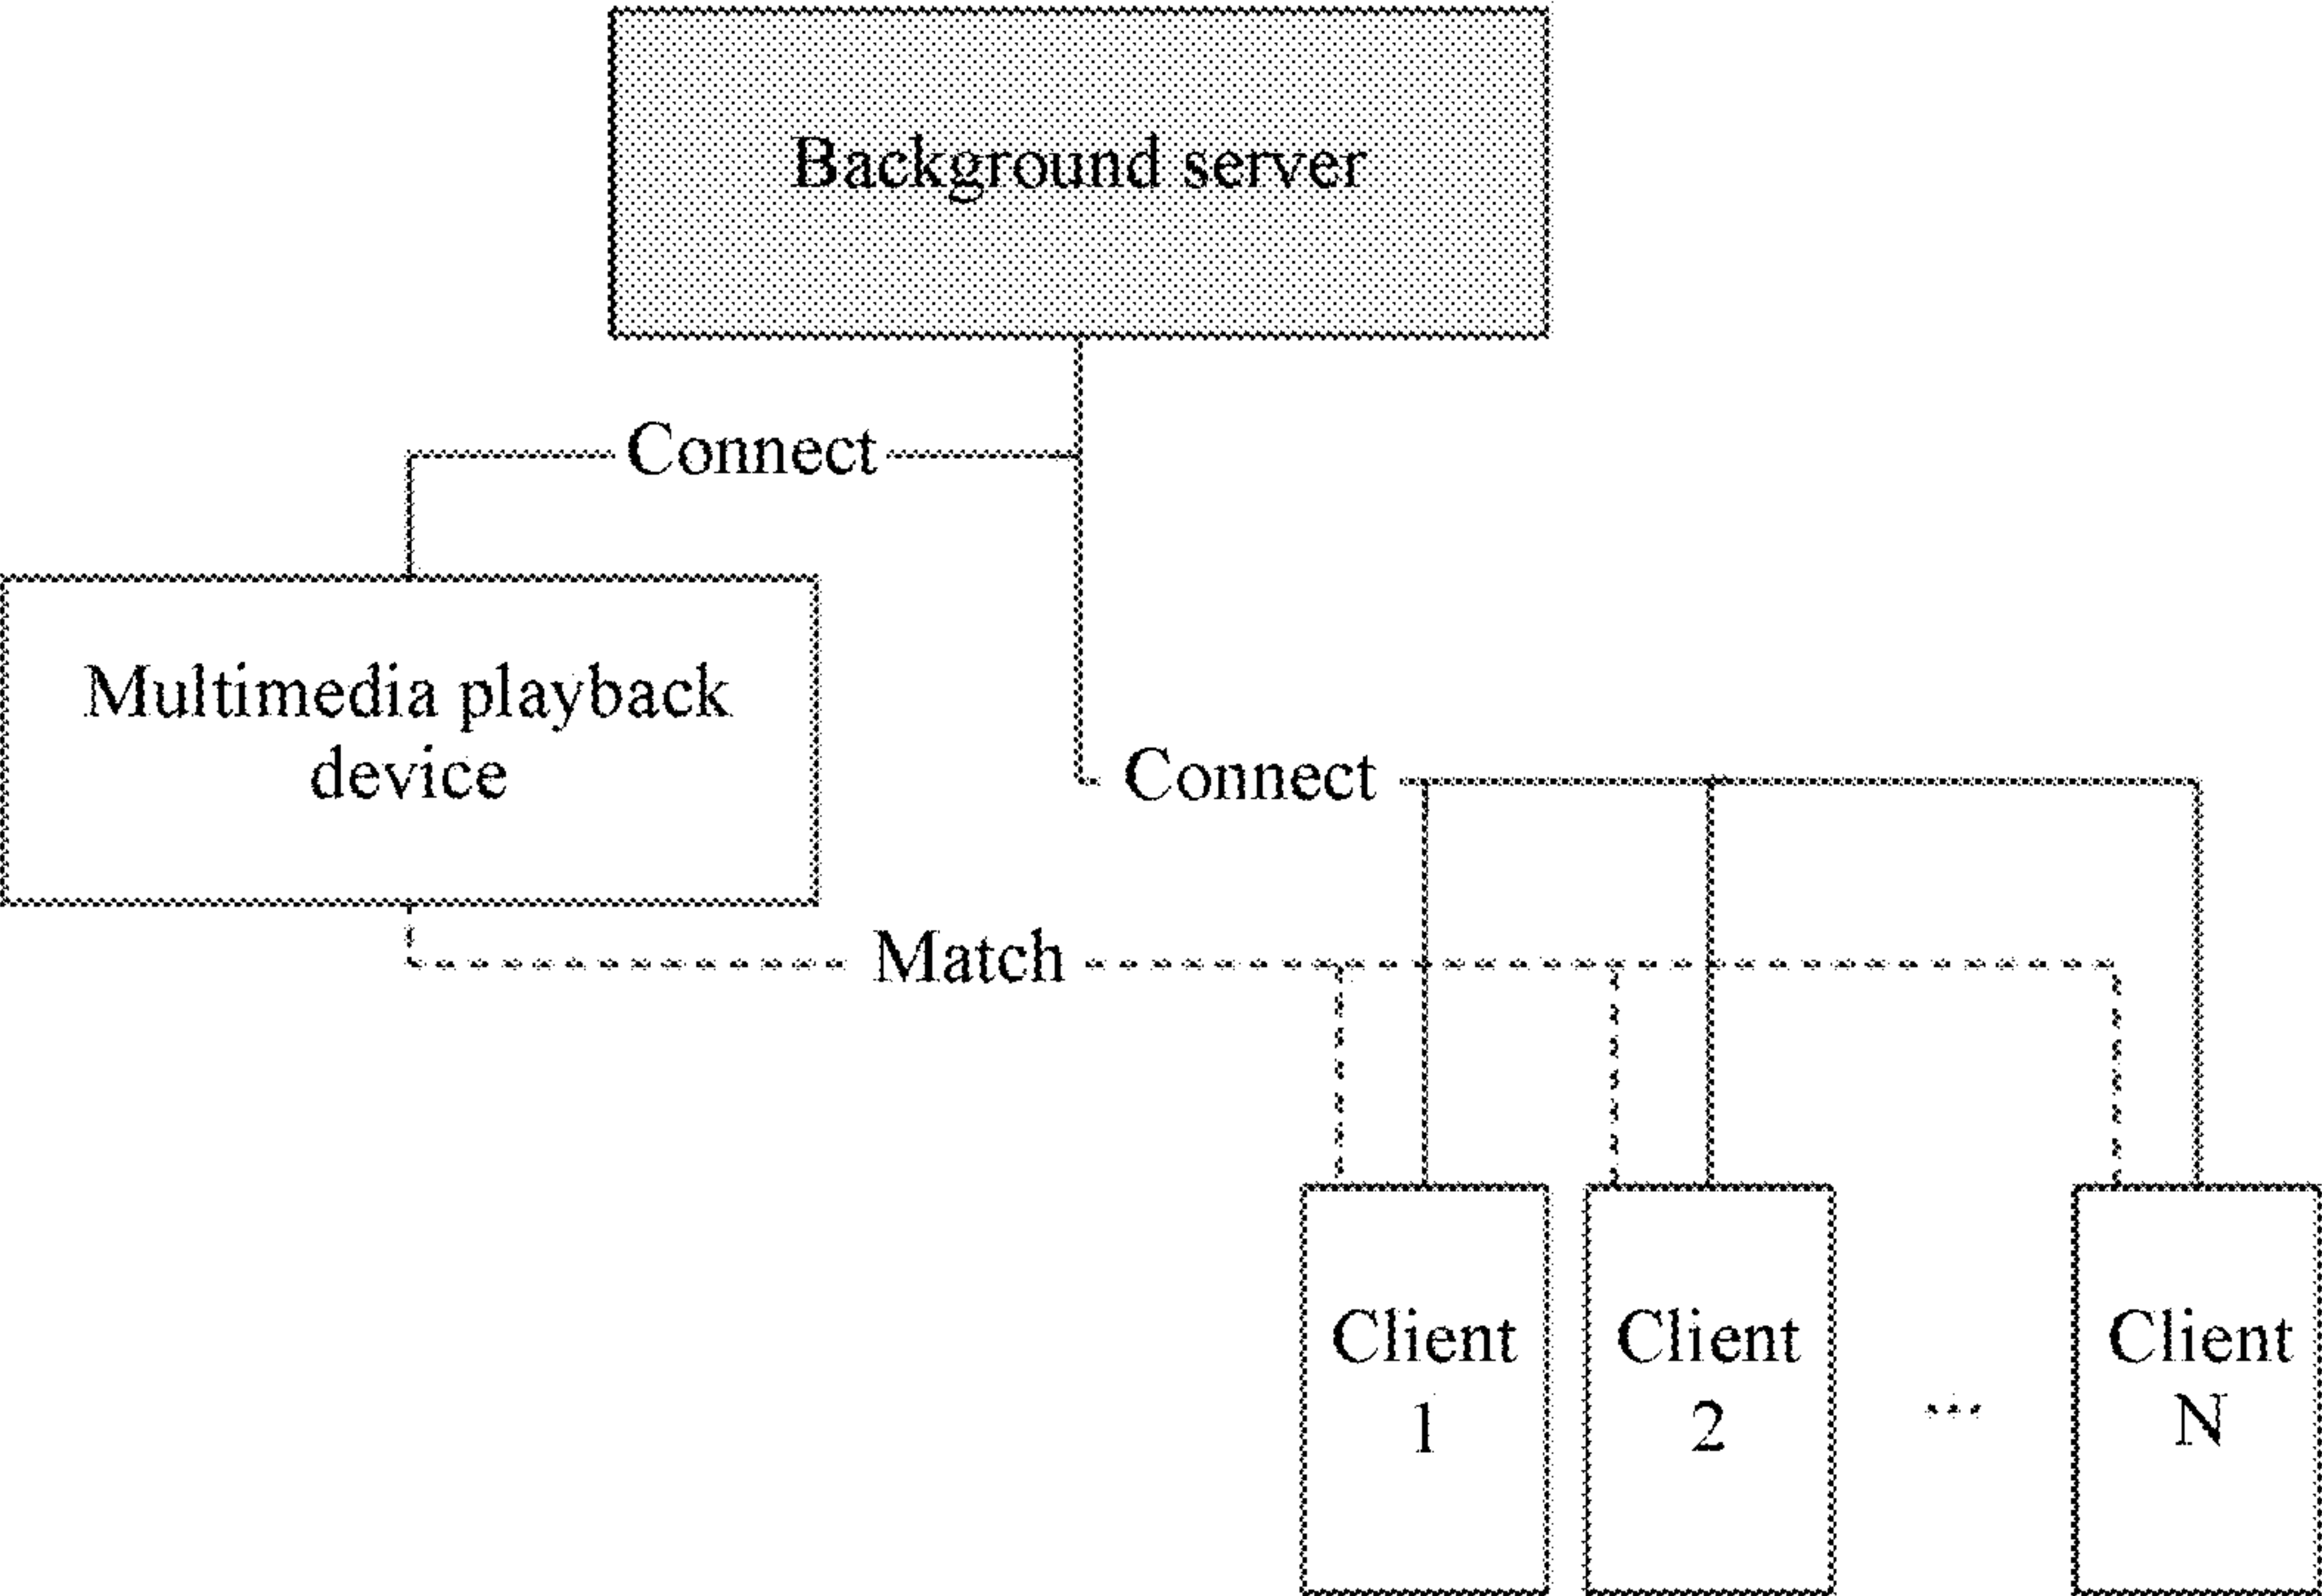 Background server
Connect
Multimedia playback
device
Connect
Match
Client
1
Client
2
...
Client
N